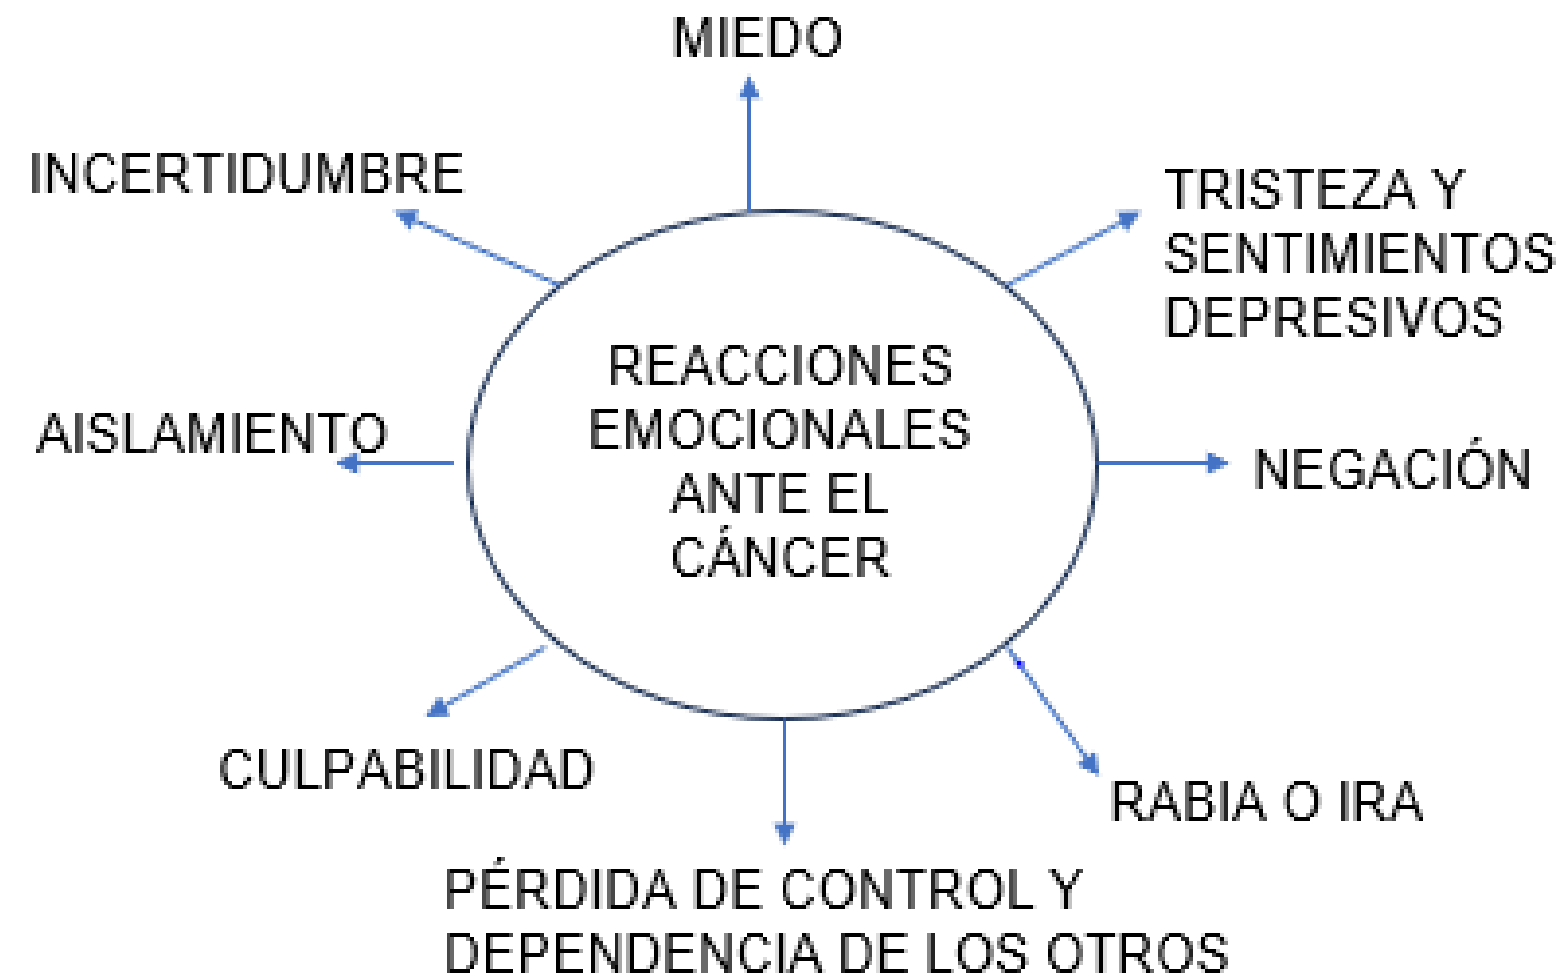 MIEDO
INCERTIDUMBRE
TRISTEZA Y
SENTIMIENTOS
DEPRESIVOS
REACCIONES
EMOCIONALES
ANTE EL
CÁNCER
AISLAMIENTO
NEGACIÓN
CULPABILIDAD
RABIA O IRA
PÉRDIDA DE CONTROL Y
DEPENDENCIA DE LOS OTROS